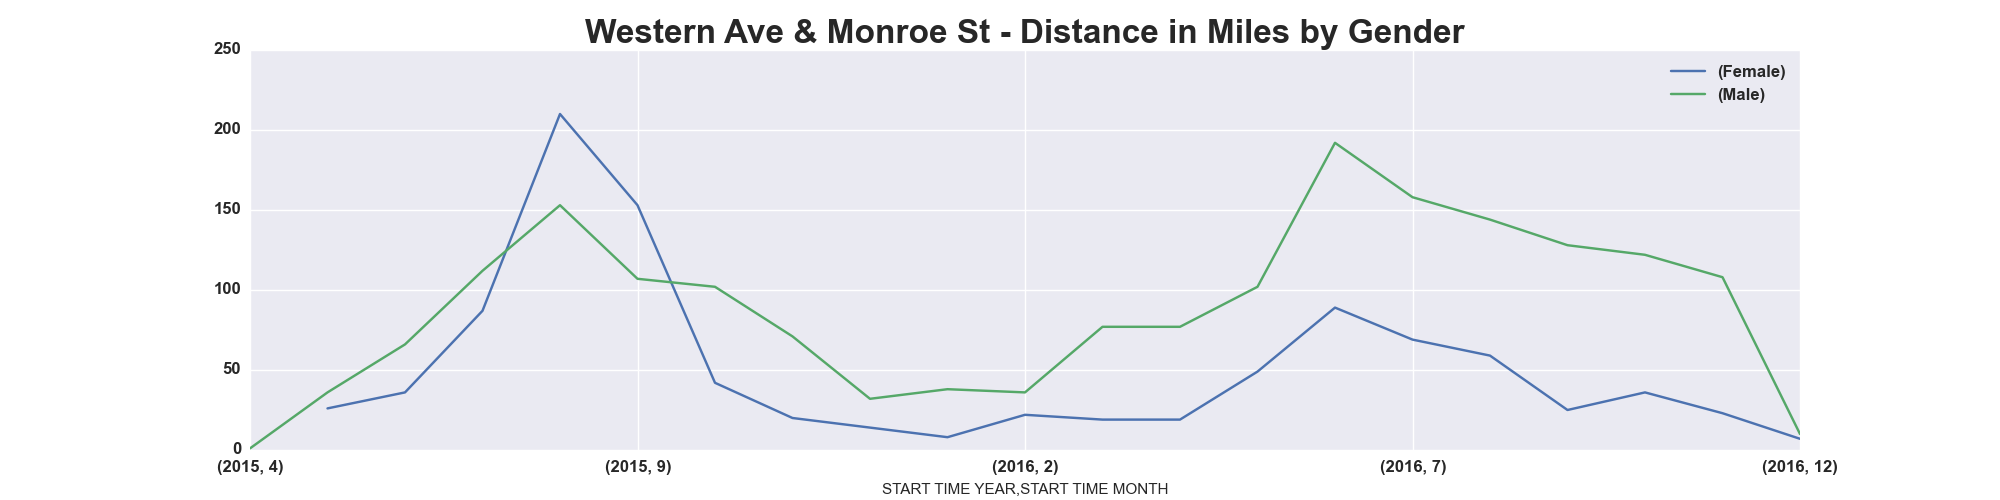 Western Ave & Monroe St - Distance in Miles by Gender
250
200
150
100
50
0
(Female)
(Male)
(2015, 4) (2015, 9) (2016, 2) (2016, 7) (2016, 12)
START TIME YEAR,START TIME MONTH